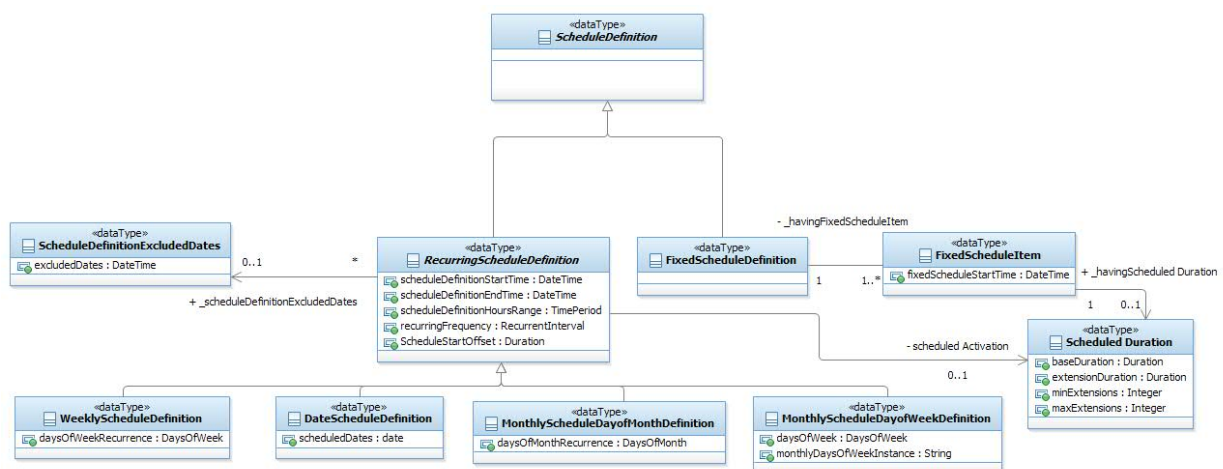 «dataType»
ScheduleDefinition
- _havingFixedScheduleItem
«dataType»
ScheduleDefinitionExcludedDates
excludedDates : DateTime
0..1
*
+ _scheduleDefinitionExcludedDates
«dataType»
RecurringScheduleDefinition
scheduleDefinitionStartTime : DateTime
scheduleDefinitionEndTime : DateTime
scheduleDefinitionHoursRange : TimePeriod
recurringFrequency : RecurrentInterval
ScheduleStartOffset : Duration
«dataType»
FixedScheduleDefinition
1
1..*
«dataType»
FixedScheduleItem
fixedScheduleStartTime : DateTime
+ _havingScheduled Duration
1
0..1
- scheduled Activation
0..1
«dataType»
Scheduled Duration
baseDuration : Duration
extensionDuration : Duration
minExtensions : Integer
maxExtensions : Integer
«dataType»
WeeklyScheduleDefinition
daysOfWeekRecurrence : DaysOfWeek
«dataType»
DateScheduleDefinition
scheduledDates : date
«dataType»
MonthlyScheduleDayofMonthDefinition
daysOfMonthRecurrence : DaysOfMonth
«dataType»
MonthlyScheduleDayofWeekDefinition
daysOfWeek : DaysOfWeek
monthlyDaysOfWeekInstance : String